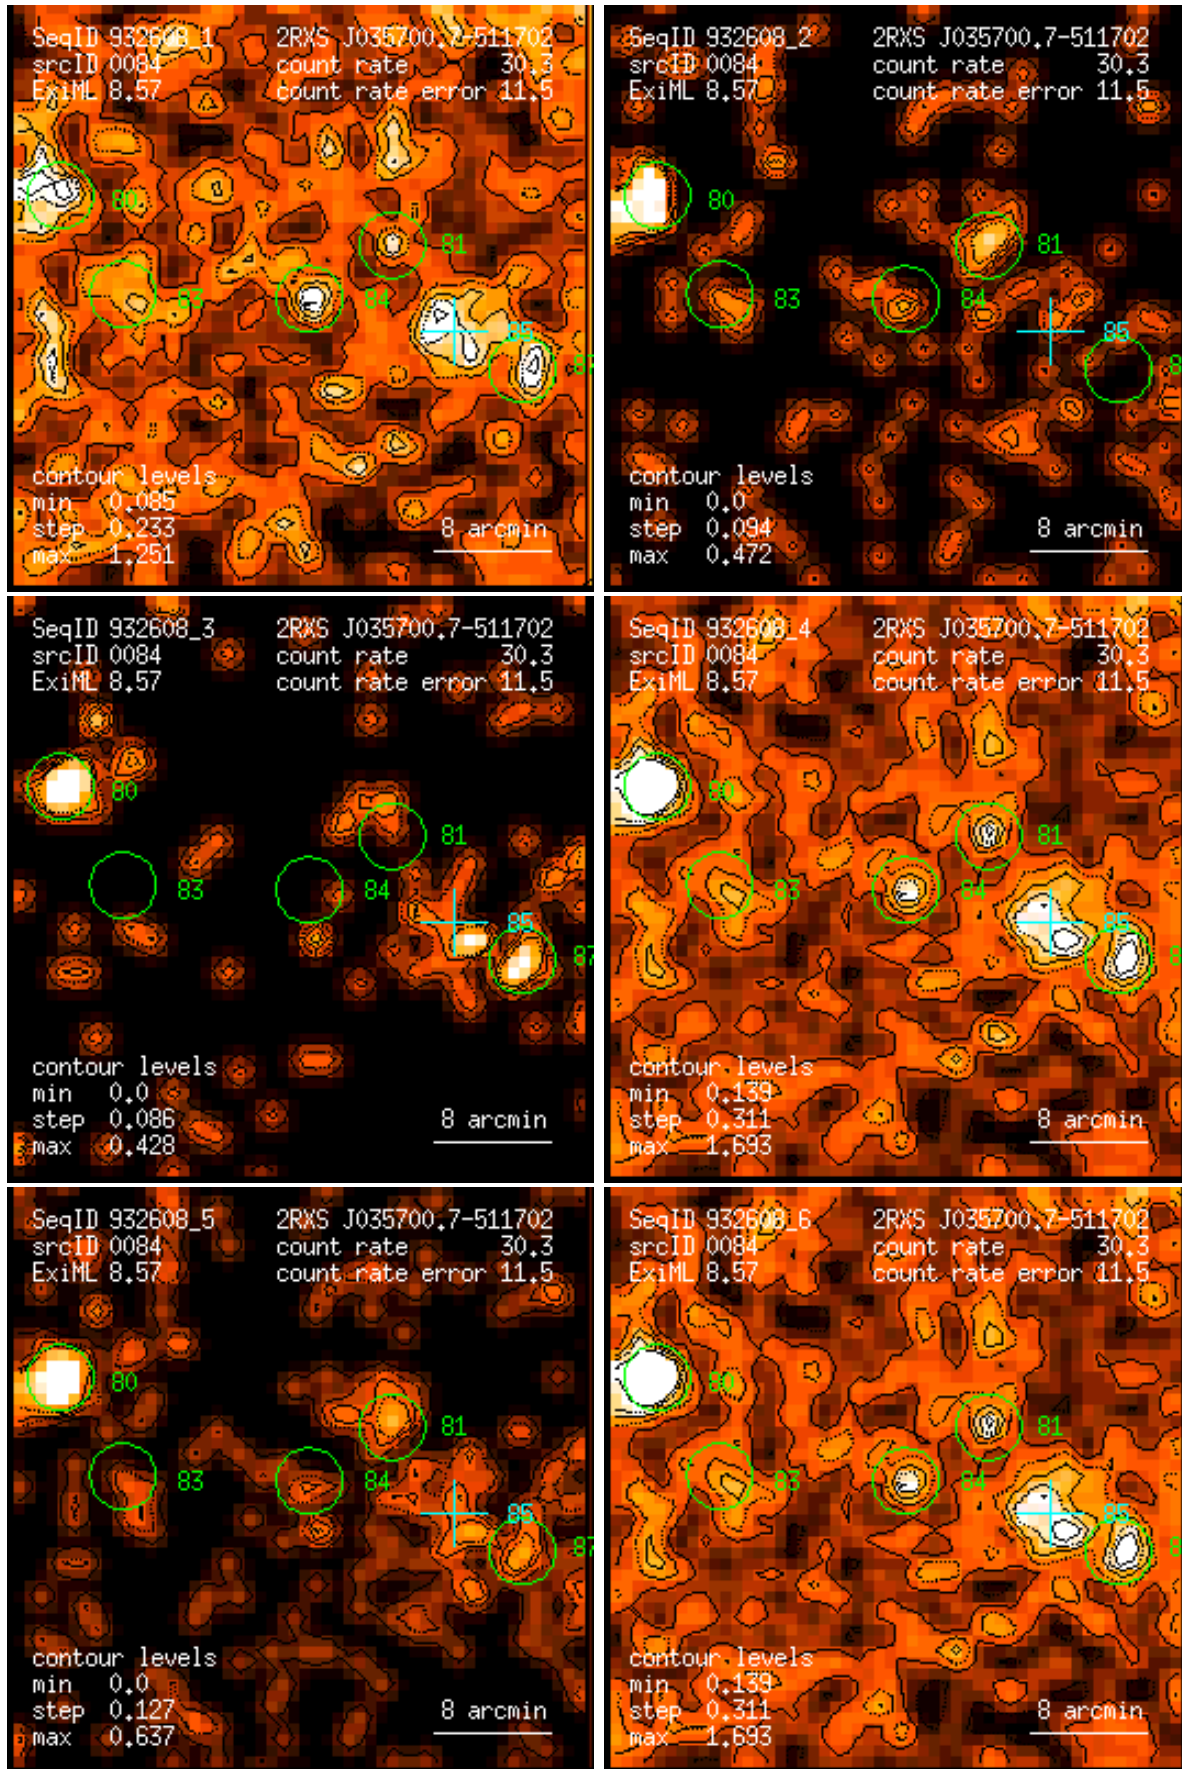 SeqID 932608_1 2RXS J035700.7-511702
srcID 0084 count rate 30.3
ExiML 8.57 count rate error 11.5
80
81
83
84
85
87
contour levels
min 0.085
step 0.233
max 1.251
8 arcmin
SeqID 932608_2 2RXS J035700.7-511702
srcID 0084 count rate 30.3
ExiML 8.57 count rate error 11.5
80
81
83
84
85
8
contour levels
min 0.0
step 0.094
max 0.472
8 arcmin
SeqID 932608_3 2RXS J035700.7-511702
srcID 0084 count rate 30.3
ExiML 8.57 count rate error 11.5
80
81
83
84
85
87
contour levels
min 0.0
step 0.086
max 0.428
8 arcmin
SeqID 932608_4 2RXS J035700.7-511702
srcID 0084 count rate 30.3
ExiML 8.57 count rate error 11.5
80
81
83
84
85
8
contour levels
min 0.139
step 0.311
max 1.693
8 arcmin
SeqID 932608_5 2RXS J035700.7-511702
srcID 0084 count rate 30.3
ExiML 8.57 count rate error 11.5
80
81
83
84
85
87
contour levels
min 0.0
step 0.127
max 0.637
8 arcmin
SeqID 932608_6 2RXS J035700.7-511702
srcID 0084 count rate 30.3
ExiML 8.57 count rate error 11.5
80
81
83
84
85
8
contour levels
min 0.139
step 0.311
max 1.693
8 arcmin